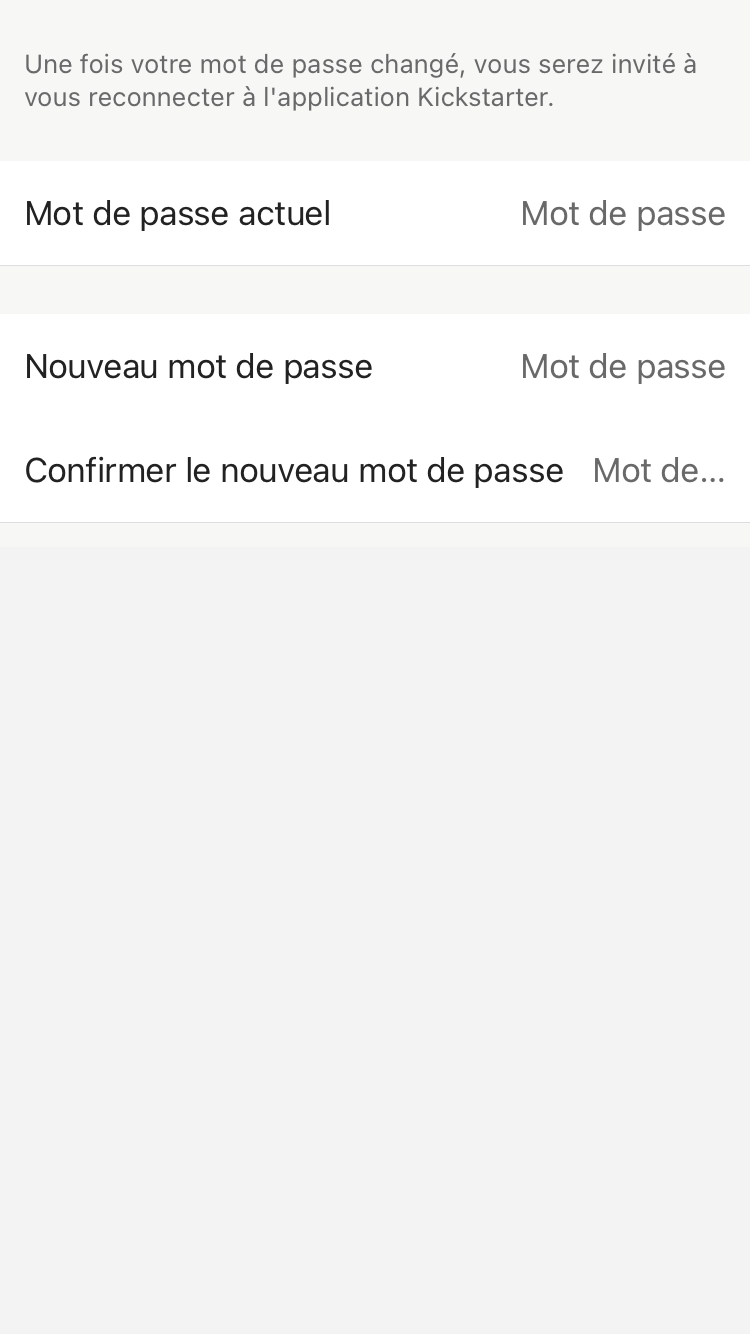 Une fois votre mot de passe changé, vous serez invité à
vous reconnecter à l'application Kickstarter.
Mot de passe actuel Mot de passe
Nouveau mot de passe Mot de passe
Confirmer le nouveau mot de passe Mot de...